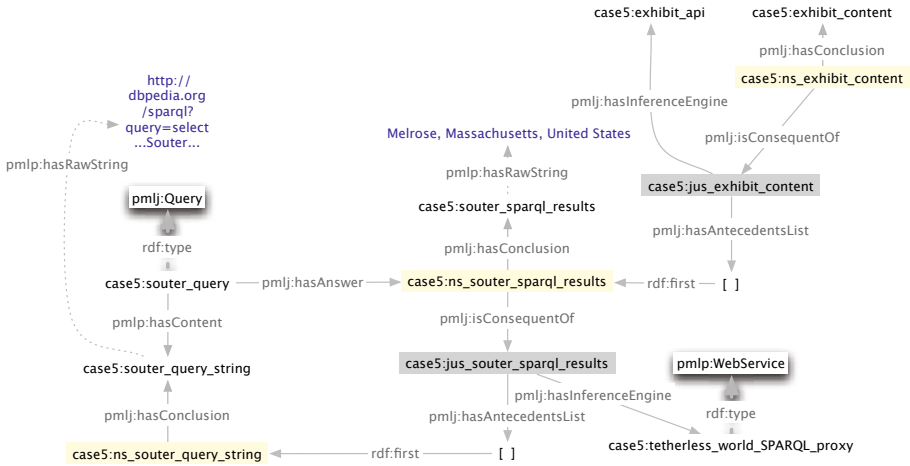 case5:exhibit_api
case5:exhibit_content
pmlj:hasConclusion
case5:ns_exhibit_content
http://
dbpedia.org
/sparql?
query=select
...Souter...
pmlj:hasInferenceEngine
Melrose, Massachusetts, United States
pmlj:isConsequentOf
pmlp:hasRawString
pmlp:hasRawString
case5:jus_exhibit_content
pmlj:Query
case5:souter_sparql_results
pmlj:hasAntecedentsList
rdf:type
pmlj:hasConclusion
case5:souter_query
pmlj:hasAnswer
case5:ns_souter_sparql_results
rdf:first
[ ]
pmlp:hasContent
pmlj:isConsequentOf
case5:souter_query_string
case5:jus_souter_sparql_results
pmlp:WebService
pmlj:hasInferenceEngine
pmlj:hasConclusion
pmlj:hasAntecedentsList
rdf:type
case5:tetherless_world_SPARQL_proxy
case5:ns_souter_query_string
rdf:first
[ ]